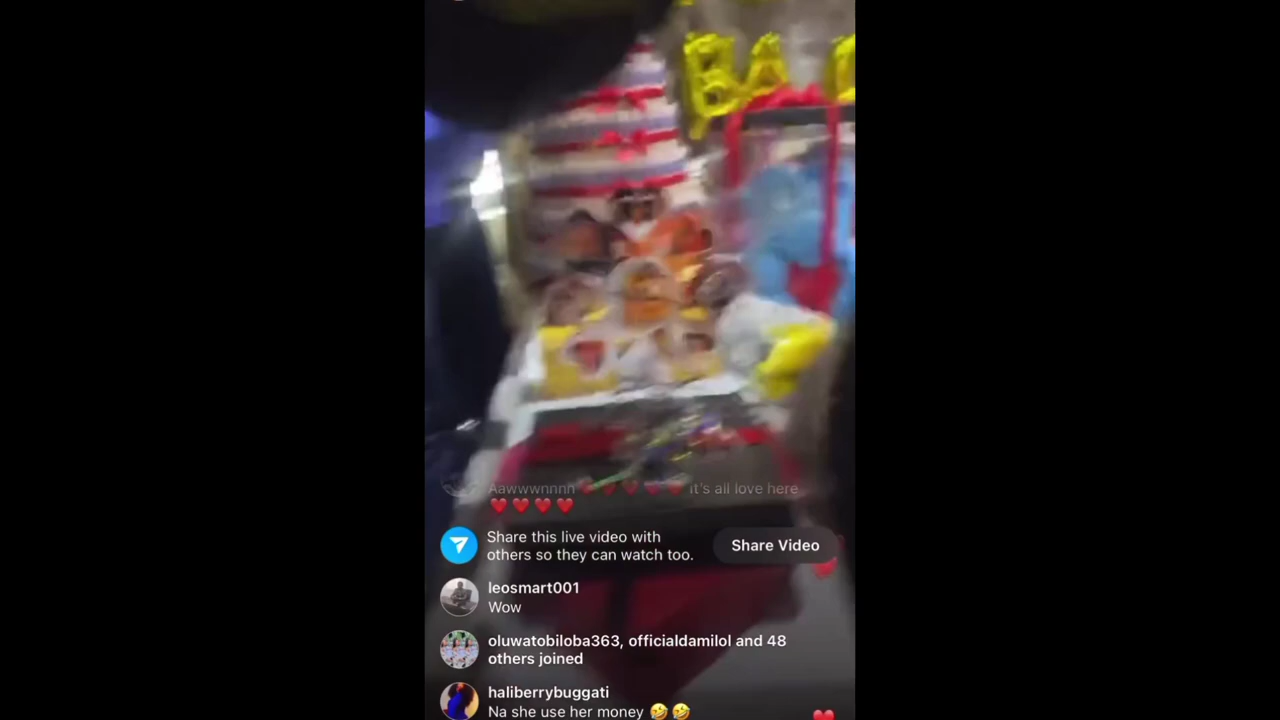 BA
Aawwwnnnn ❤️❤️❤️❤️❤️ it's all love here
❤️❤️❤️❤️
Share this live video with
others so they can watch too.
Share Video
leosmart001
Wow
oluwatobiloba363, officialdamilol and 48
others joined
haliberrybuggati
Na she use her money 🤣🤣